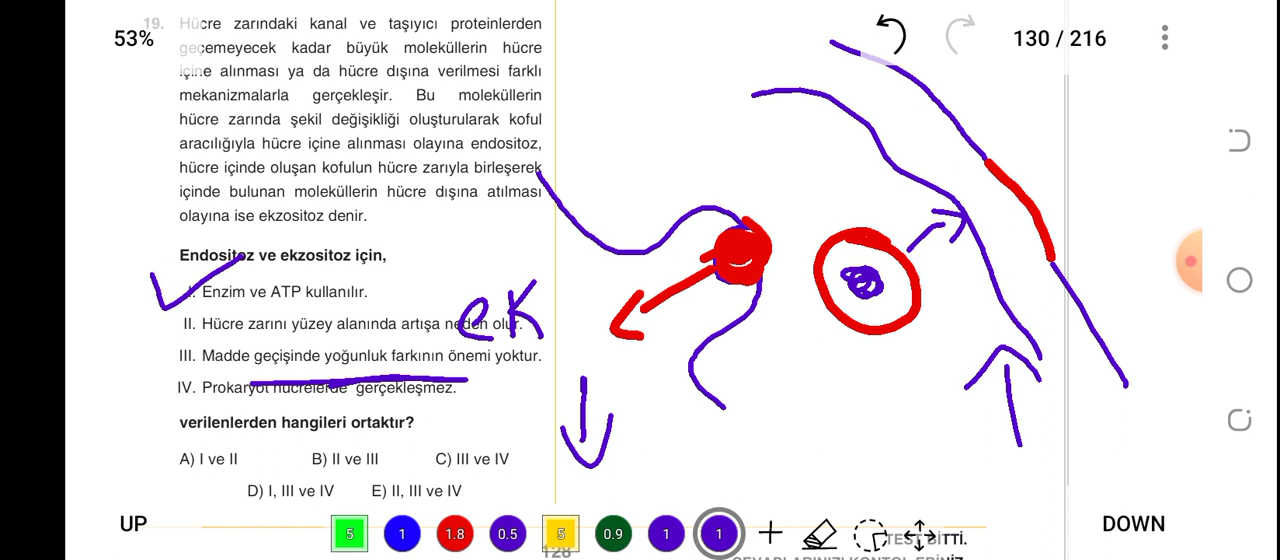 53%
130 / 216
19. Hücre zarındaki kanal ve taşıyıcı proteinlerden
geçemeyecek kadar büyük moleküllerin hücre
içine alınması ya da hücre dışına verilmesi farklı
mekanizmalarla gerçekleşir. Bu moleküllerin
hücre zarında şekil değişikliği oluşturularak koful
aracılığıyla hücre içine alınması olayına endositoz,
hücre içinde oluşan kofulun hücre zarıyla birleşerek
içinde bulunan moleküllerin hücre dışına atılması
olayına ise ekzositoz denir.
Endositoz ve ekzositoz için,
I. Enzim ve ATP kullanılır.
ek
II. Hücre zarını yüzey alanında artışa neden olur.
III. Madde geçişinde yoğunluk farkının önemi yoktur.
IV. Prokaryot hücrelerde gerçekleşmez.
verilenlerden hangileri ortaktır?
A) I ve II B) II ve III C) III ve IV
D) I, III ve IV E) II, III ve IV
UP
5 1 1.8 0.5 5 0.9 1 1
DOWN
TEST BİTTİ.
128